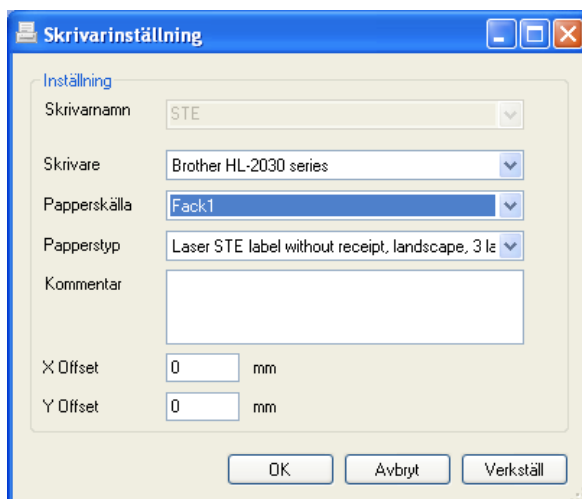 Skrivarinställning
Inställning
Skrivarnamn STE
Skrivare Brother HL-2030 series
Papperskälla Fack1
Papperstyp Laser STE label without receipt, landscape, 3 la
Kommentar
X Offset 0 mm
Y Offset 0 mm
OK Avbryt Verkställ